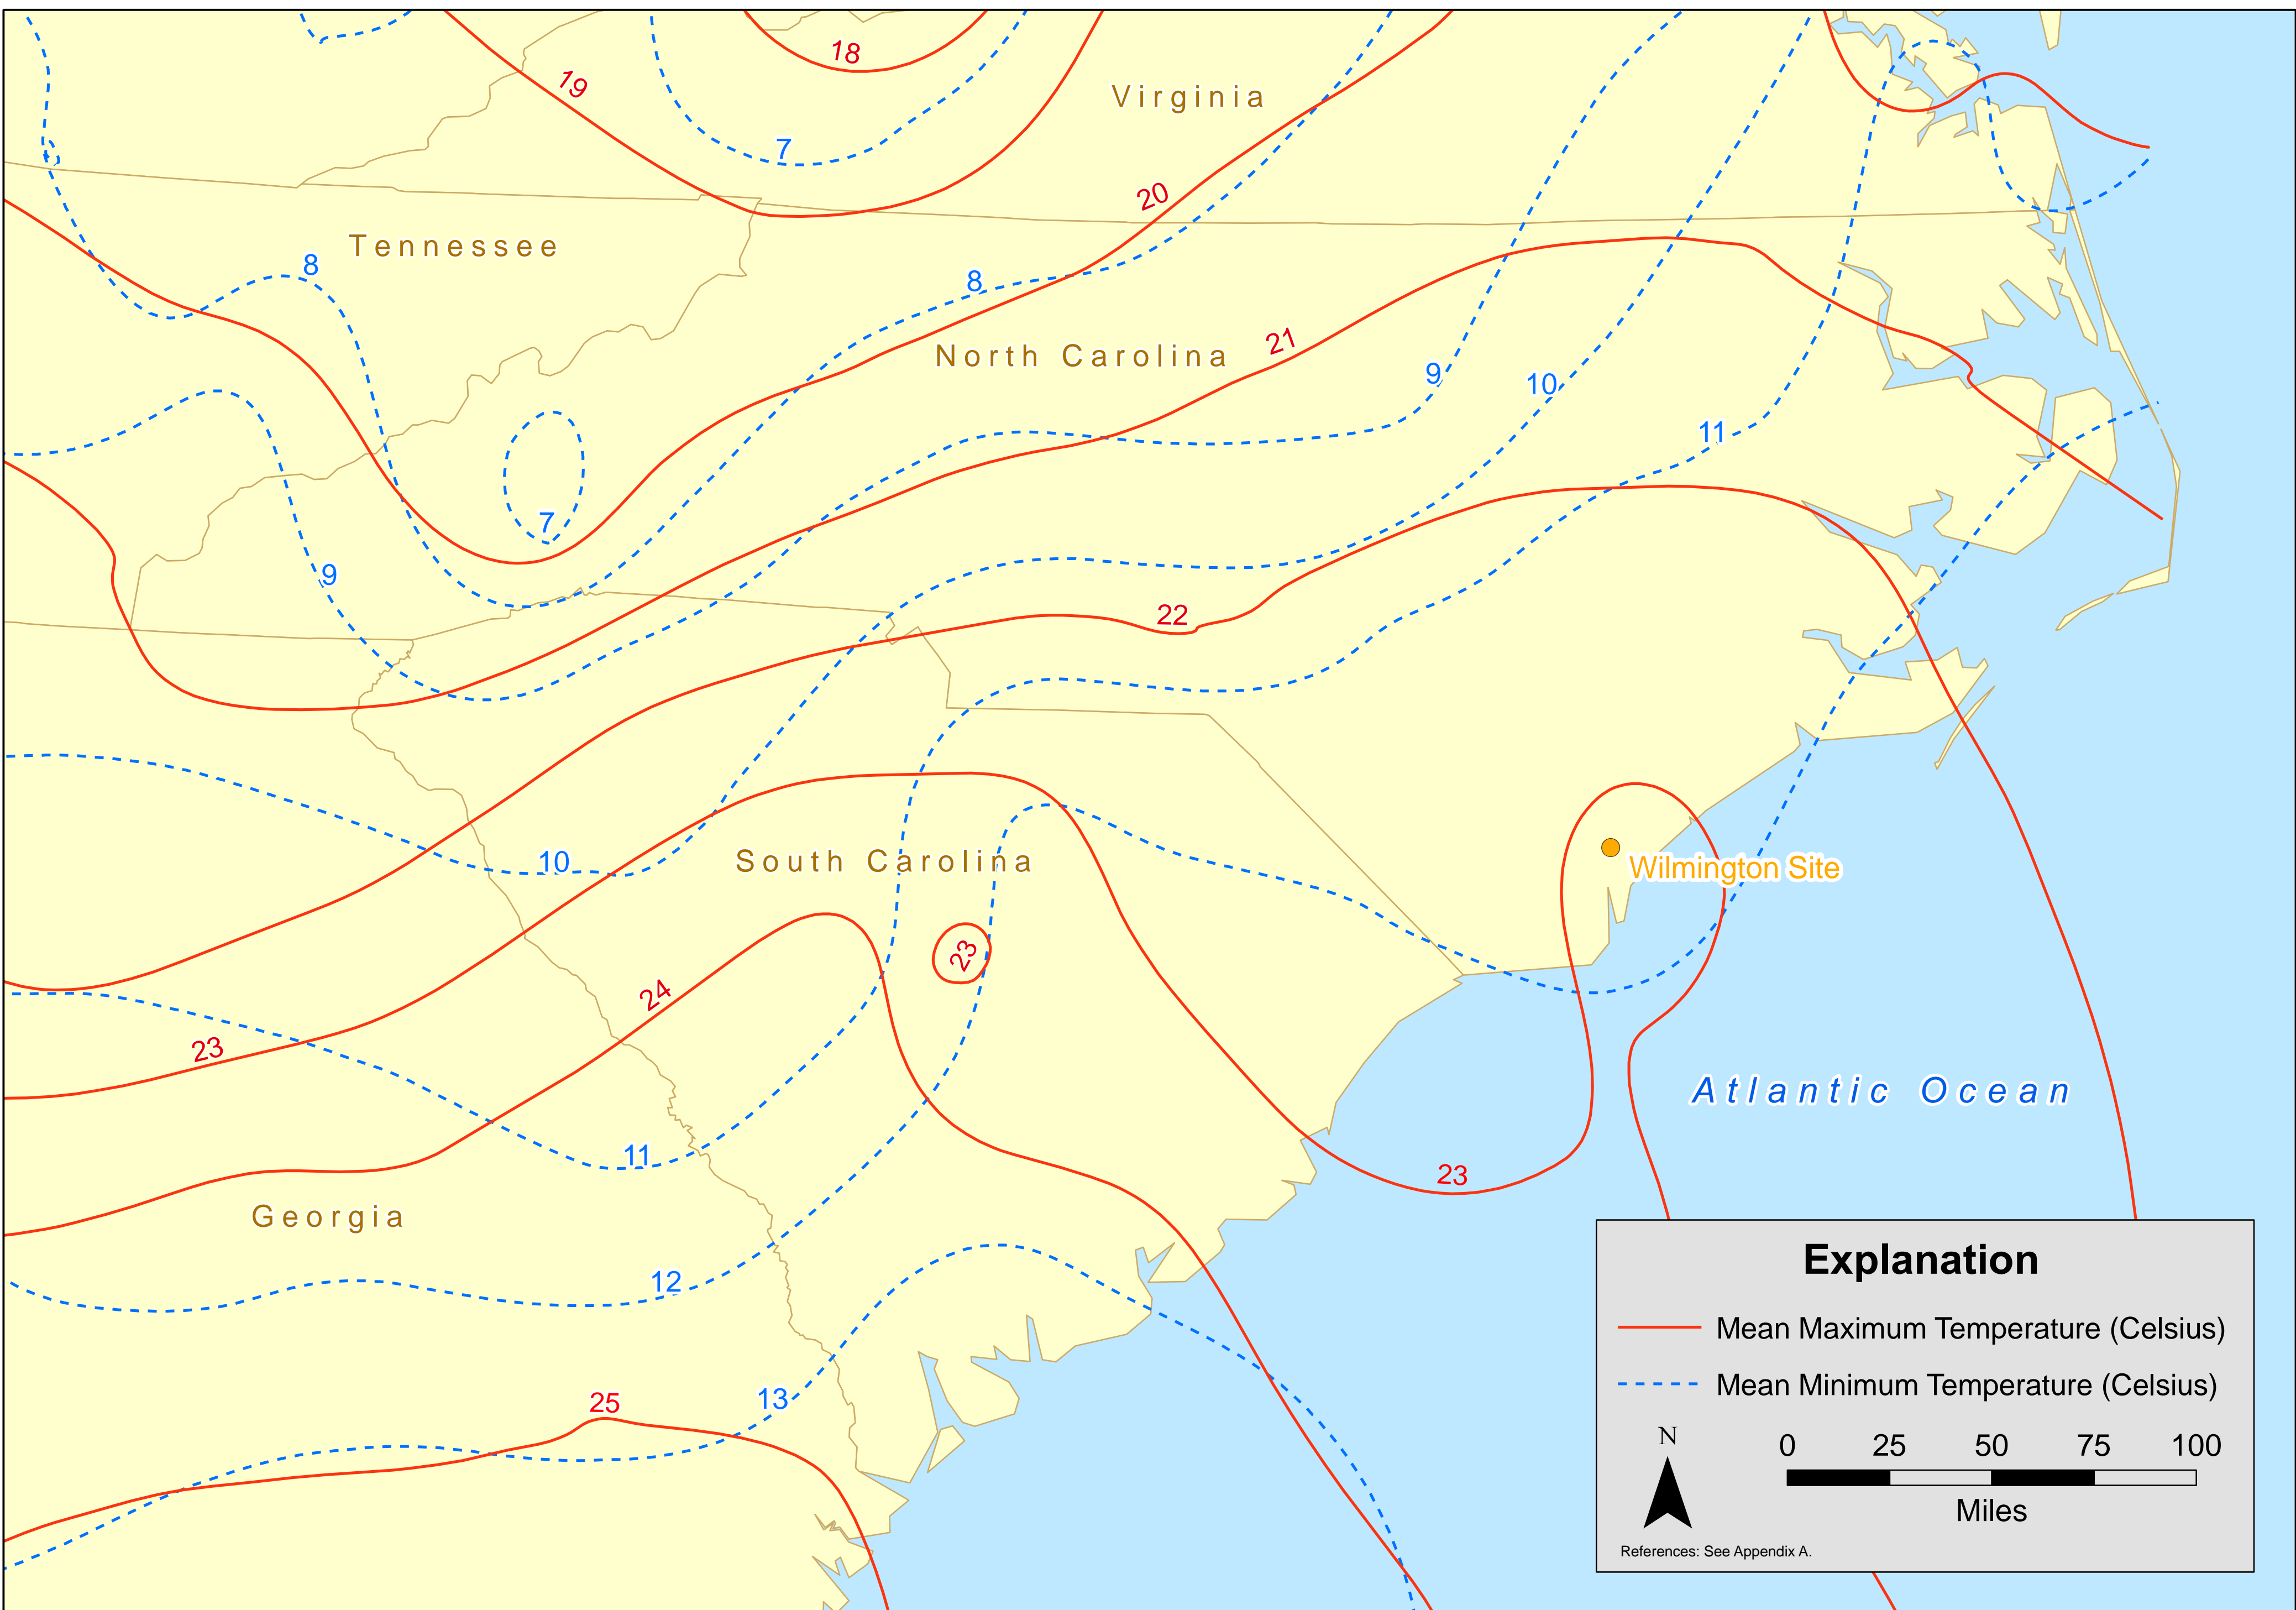 18
19
Virginia
7
20
Tennessee
8
8
North Carolina
21
9
10
11
7
9
22
10
South Carolina
Wilmington Site
23
24
23
Atlantic Ocean
11
23
Georgia
12
13
25
Explanation
Mean Maximum Temperature (Celsius)
Mean Minimum Temperature (Celsius)
N
0 25 50 75 100
Miles
References: See Appendix A.